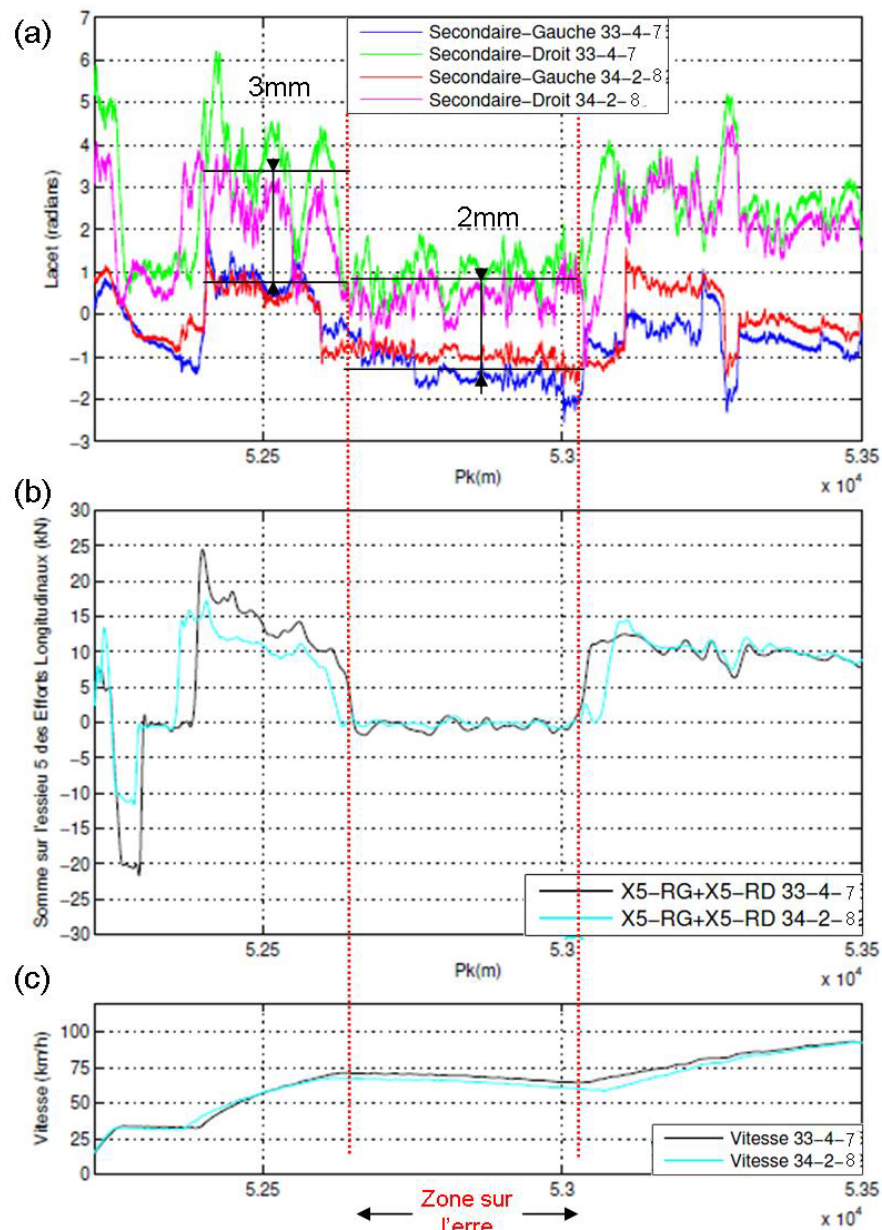 (a)
Secondaire-Gauche 33-4-7
Secondaire-Droit 33-4-7
Secondaire-Gauche 34-2-8
Secondaire-Droit 34-2-8
3mm
2mm
Lacet (radians)
7
6
5
4
3
2
1
0
-1
-2
-3
5.25
5.3
5.35
Pk(m)
x 10⁴
(b)
Somme sur l'essieu 5 des Efforts Longitudinaux (kN)
30
25
20
15
10
5
0
-5
-10
-15
-20
-25
-30
X5-RG+X5-RD 33-4-7
X5-RG+X5-RD 34-2-8
5.25
5.3
5.35
Pk(m)
x 10⁴
(c)
Vitesse (km/h)
100
75
50
25
0
Vitesse 33-4-7
Vitesse 34-2-8
5.25
5.3
5.35
x 10⁴
Zone sur
l'erre